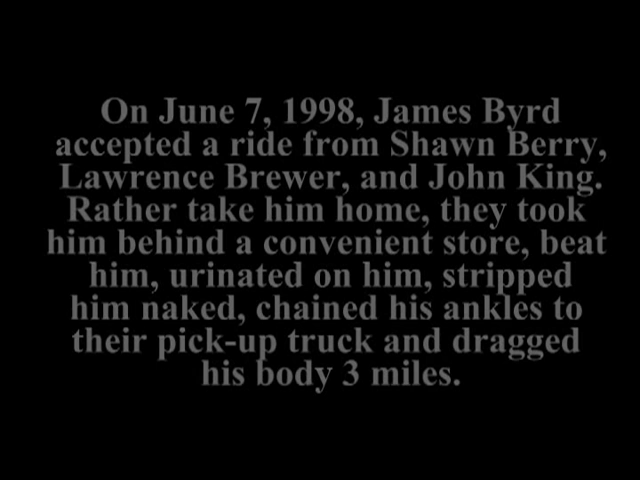 On June 7, 1998, James Byrd
accepted a ride from Shawn Berry,
Lawrence Brewer, and John King.
Rather take him home, they took
him behind a convenient store, beat
him, urinated on him, stripped
him naked, chained his ankles to
their pick-up truck and dragged
his body 3 miles.